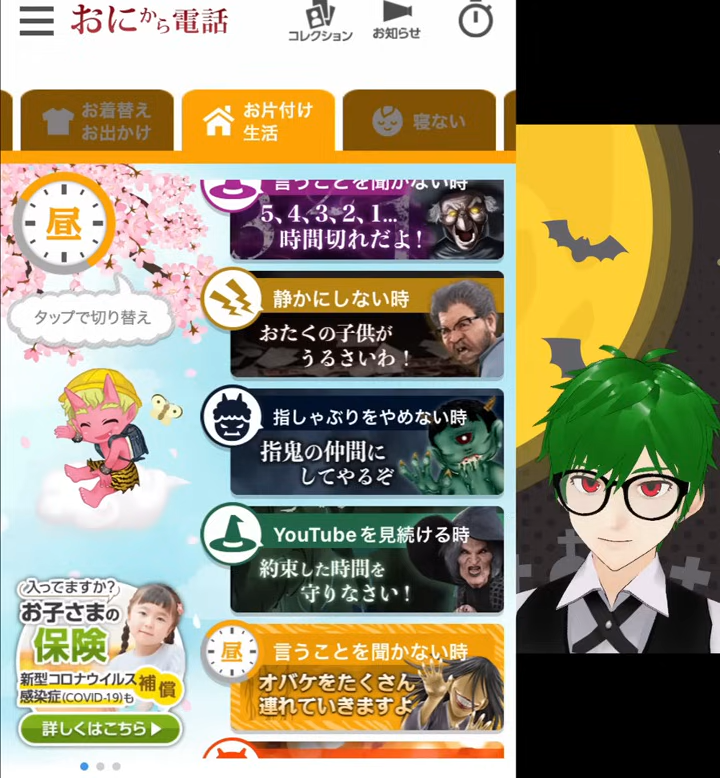 おにから電話
コレクション
お知らせ
お着替え
お出かけ
お片付け
生活
寝ない
昼
タップで切り替え
言うことを聞かない時
5、4、3、2、1...
時間切れだよ！
静かにしない時
おたくの子供が
うるさいわ！
指しゃぶりをやめない時
指鬼の仲間に
してやるぞ
YouTubeを見続ける時
約束した時間を
守りなさい！
昼
言うことを聞かない時
オバケをたくさん
連れていきますよ
入ってますか？
お子さまの
保険
新型コロナウイルス
感染症(COVID-19)も
補償
詳しくはこちら▶